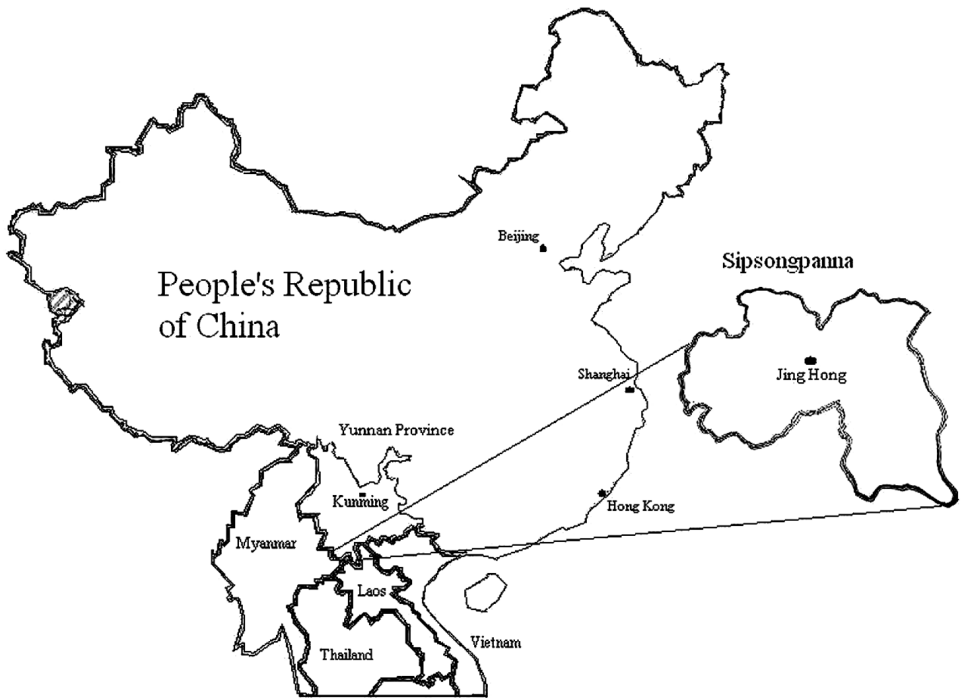 Beijing
Sipsongpanna
People's Republic
of China
Shanghai
Jing Hong
Yunnan Province
Kunming
Hong Kong
Myanmar
Laos
Vietnam
Thailand